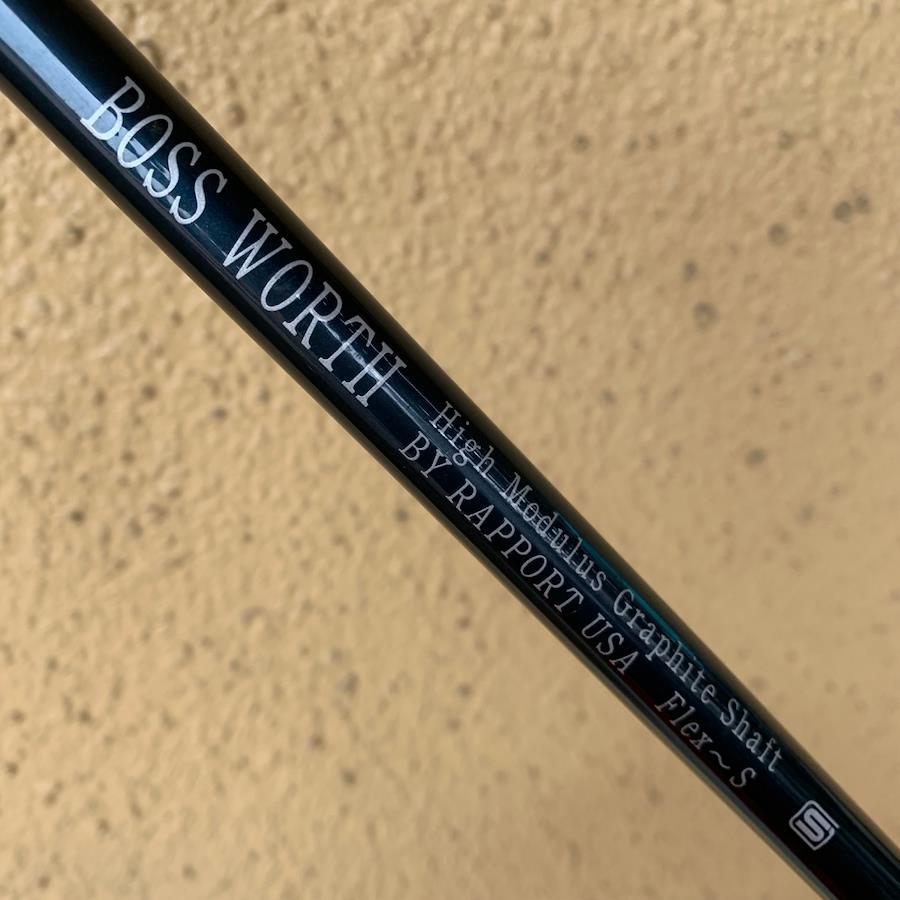 BOSS WORTH
High Modulus Graphite Shaft
BY RAPPORT USA Flex~S
S